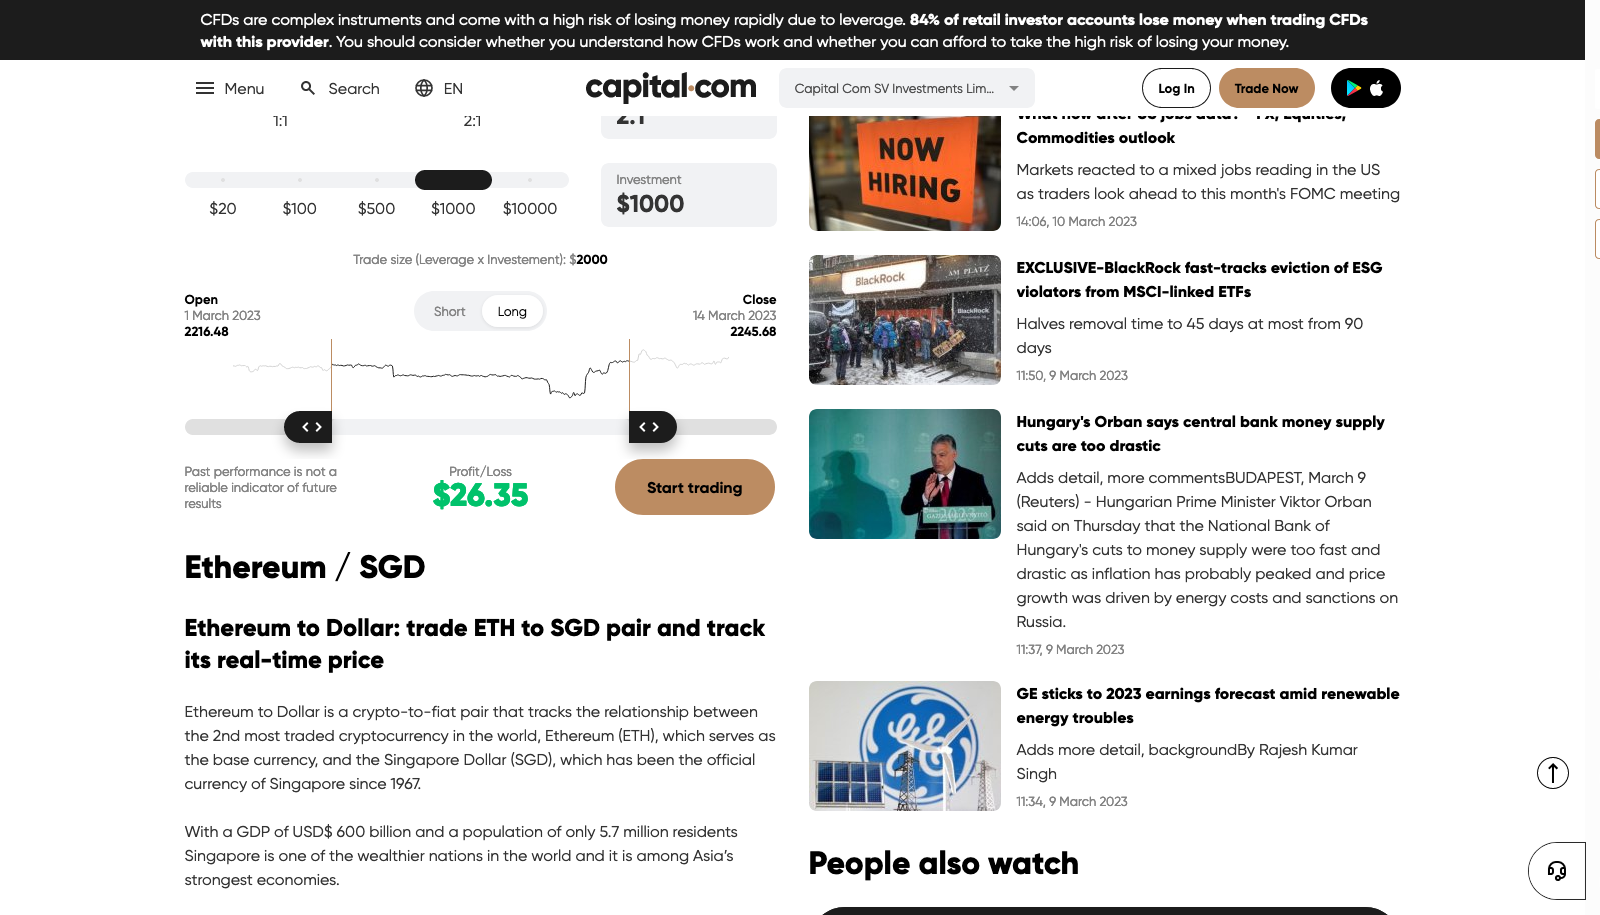 CFDs are complex instruments and come with a high risk of losing money rapidly due to leverage. 84% of retail investor accounts lose money when trading CFDs
with this provider. You should consider whether you understand how CFDs work and whether you can afford to take the high risk of losing your money.
Menu
Search
EN
capital.com
Capital Com SV Investments Lim...
Log In
Trade Now
1:1
2:1
2:1
Investment
$1000
$20
$100
$500
$1000
$10000
Trade size (Leverage x Investement): $2000
Open
1 March 2023
2216.48
Short
Long
Close
14 March 2023
2245.68
Past performance is not a
reliable indicator of future
results
Profit/Loss
$26.35
Start trading
Ethereum / SGD
Ethereum to Dollar: trade ETH to SGD pair and track
its real-time price
Ethereum to Dollar is a crypto-to-fiat pair that tracks the relationship between
the 2nd most traded cryptocurrency in the world, Ethereum (ETH), which serves as
the base currency, and the Singapore Dollar (SGD), which has been the official
currency of Singapore since 1967.
With a GDP of USD$ 600 billion and a population of only 5.7 million residents
Singapore is one of the wealthier nations in the world and it is among Asia’s
strongest economies.
NOW
HIRING
What now after US jobs data? – FX, Equities,
Commodities outlook
Markets reacted to a mixed jobs reading in the US
as traders look ahead to this month's FOMC meeting
14:06, 10 March 2023
BlackRock
AM PLATZ
BlackRock
EXCLUSIVE-BlackRock fast-tracks eviction of ESG
violators from MSCI-linked ETFs
Halves removal time to 45 days at most from 90
days
11:50, 9 March 2023
2023
Hungary's Orban says central bank money supply
cuts are too drastic
Adds detail, more commentsBUDAPEST, March 9
(Reuters) - Hungarian Prime Minister Viktor Orban
said on Thursday that the National Bank of
Hungary's cuts to money supply were too fast and
drastic as inflation has probably peaked and price
growth was driven by energy costs and sanctions on
Russia.
11:37, 9 March 2023
GE sticks to 2023 earnings forecast amid renewable
energy troubles
Adds more detail, backgroundBy Rajesh Kumar
Singh
11:34, 9 March 2023
People also watch